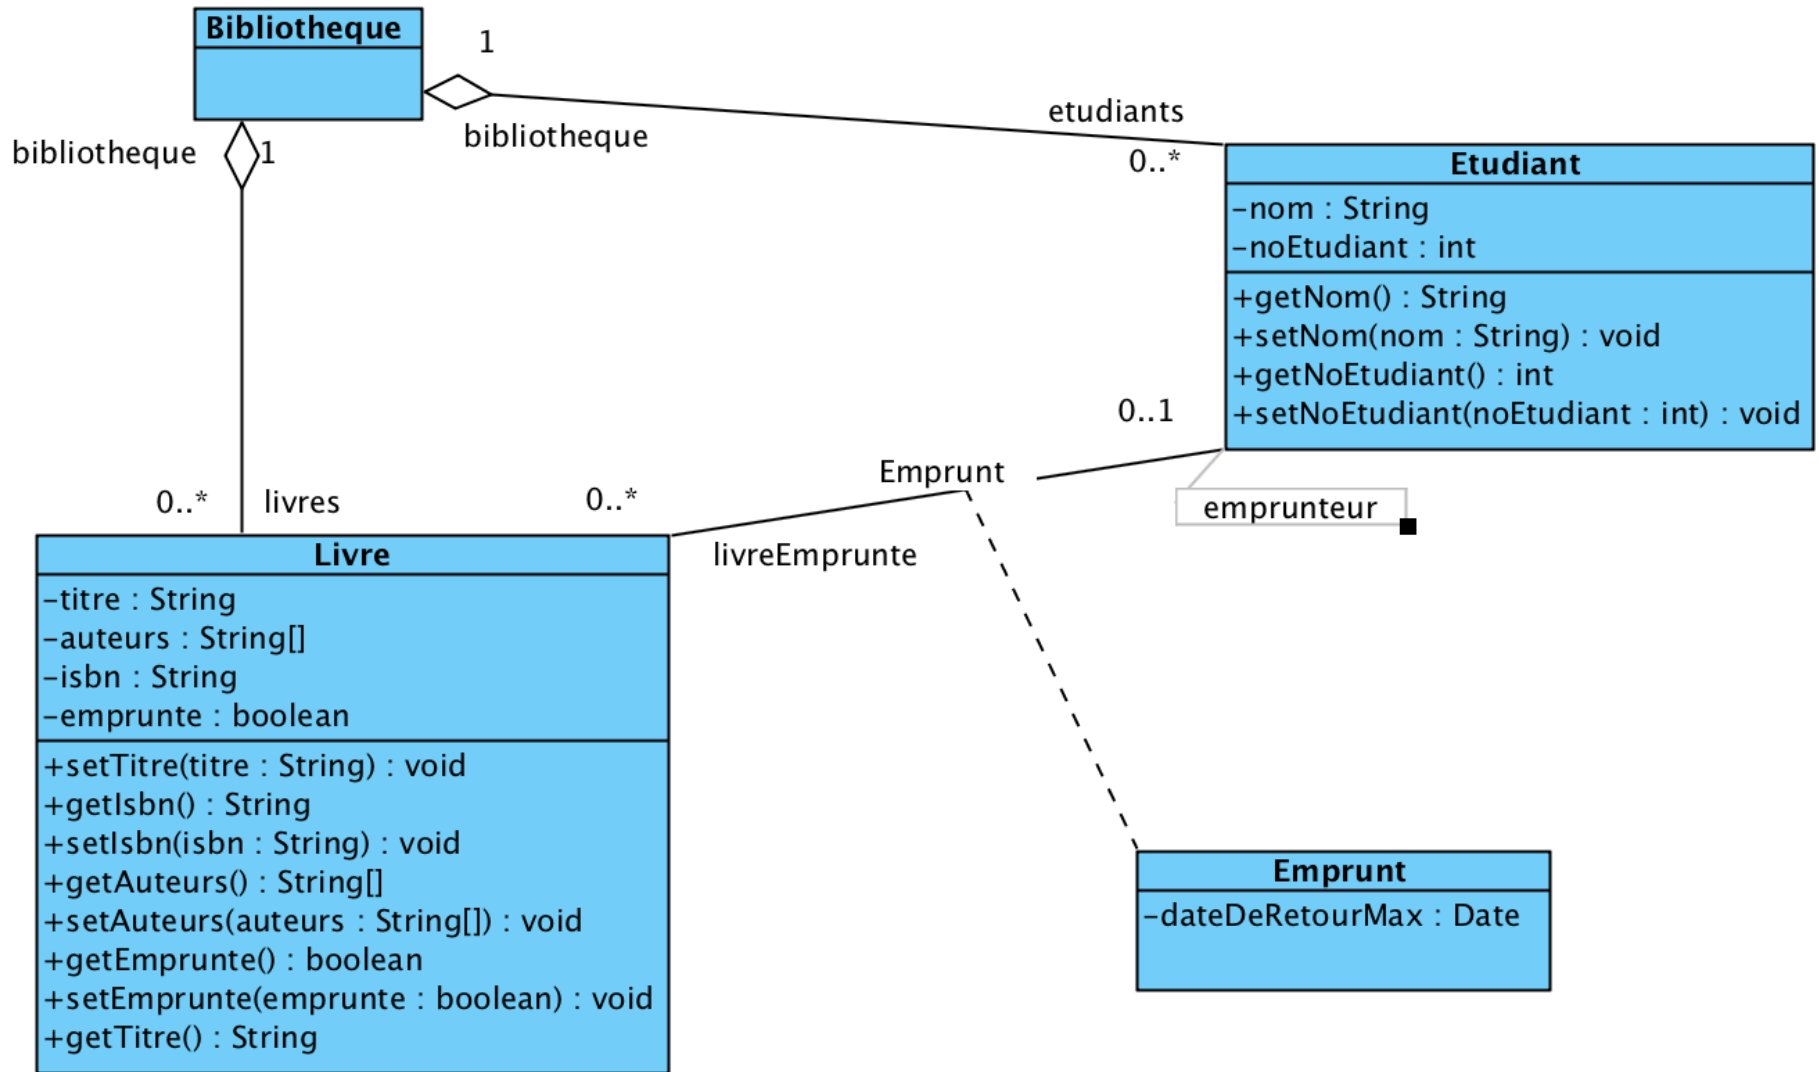 Bibliotheque
1
bibliotheque
etudiants
0..*
bibliotheque
1
0..*
livres
Etudiant
-nom : String
-noEtudiant : int
+getNom() : String
+setNom(nom : String) : void
+getNoEtudiant() : int
+setNoEtudiant(noEtudiant : int) : void
0..1
emprunteur
Emprunt
0..*
livreEmprunte
Livre
-titre : String
-auteurs : String[]
-isbn : String
-emprunte : boolean
+setTitre(titre : String) : void
+getIsbn() : String
+setIsbn(isbn : String) : void
+getAuteurs() : String[]
+setAuteurs(auteurs : String[]) : void
+getEmprunte() : boolean
+setEmprunte(emprunte : boolean) : void
+getTitre() : String
Emprunt
-dateDeRetourMax : Date